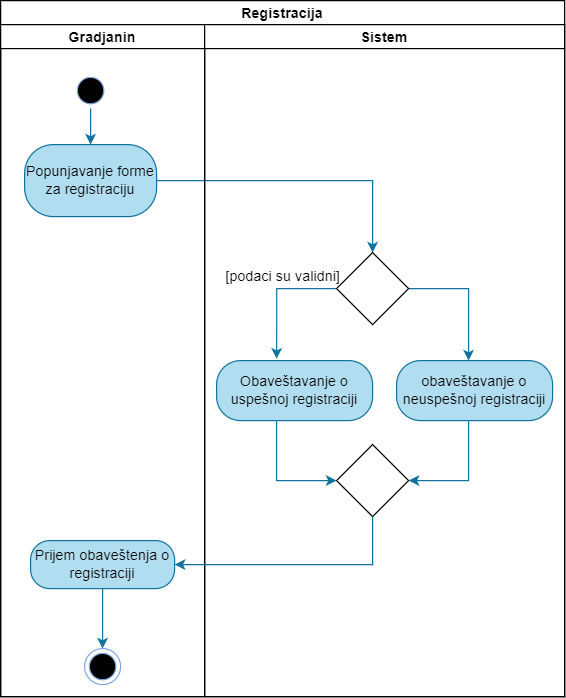 Registracija
Gradjanin
Sistem
Popunjavanje forme
za registraciju
[podaci su validni]
Obaveštavanje o
uspešnoj registraciji
obaveštavanje o
neuspešnoj registraciji
Prijem obaveštenja o
registraciji